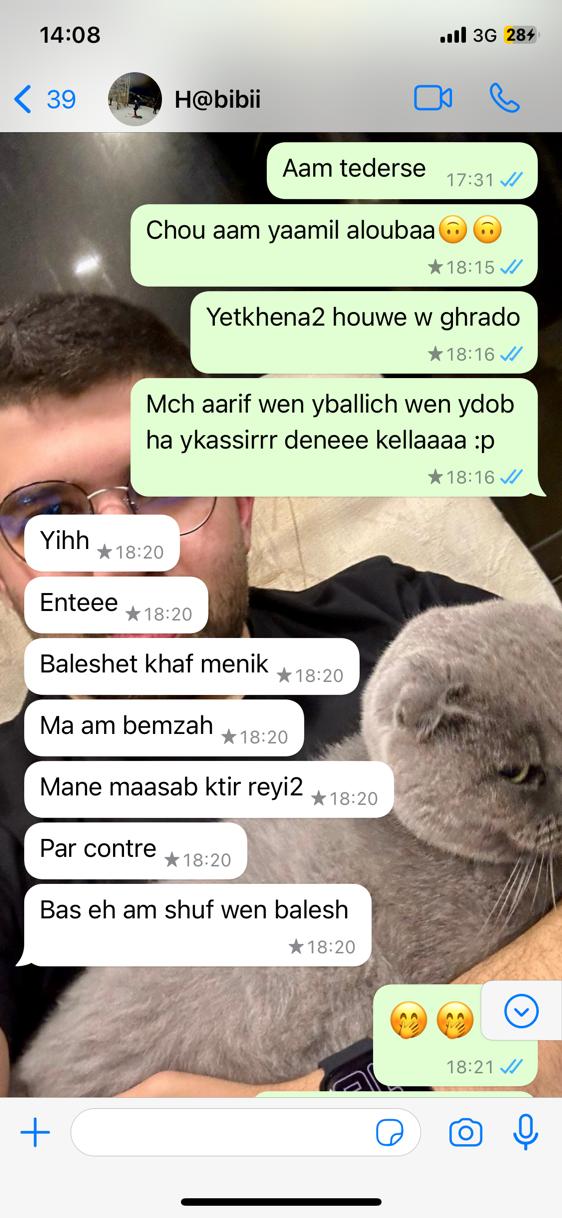 14:08
3G 28
39 H@bibii
Aam tederse 17:31
Chou aam yaamil aloubaa🙃🙃
★18:15
Yetkhena2 houwe w ghrado
★18:16
Mch aarif wen yballich wen ydob
ha ykassirrr deneee kellaaaa :p
★18:16
Yihh ★18:20
Enteee ★18:20
Baleshet khaf menik ★18:20
Ma am bemzah ★18:20
Mane maasab ktir reyi2 ★18:20
Par contre ★18:20
Bas eh am shuf wen balesh
★18:20
🤭🤭
18:21